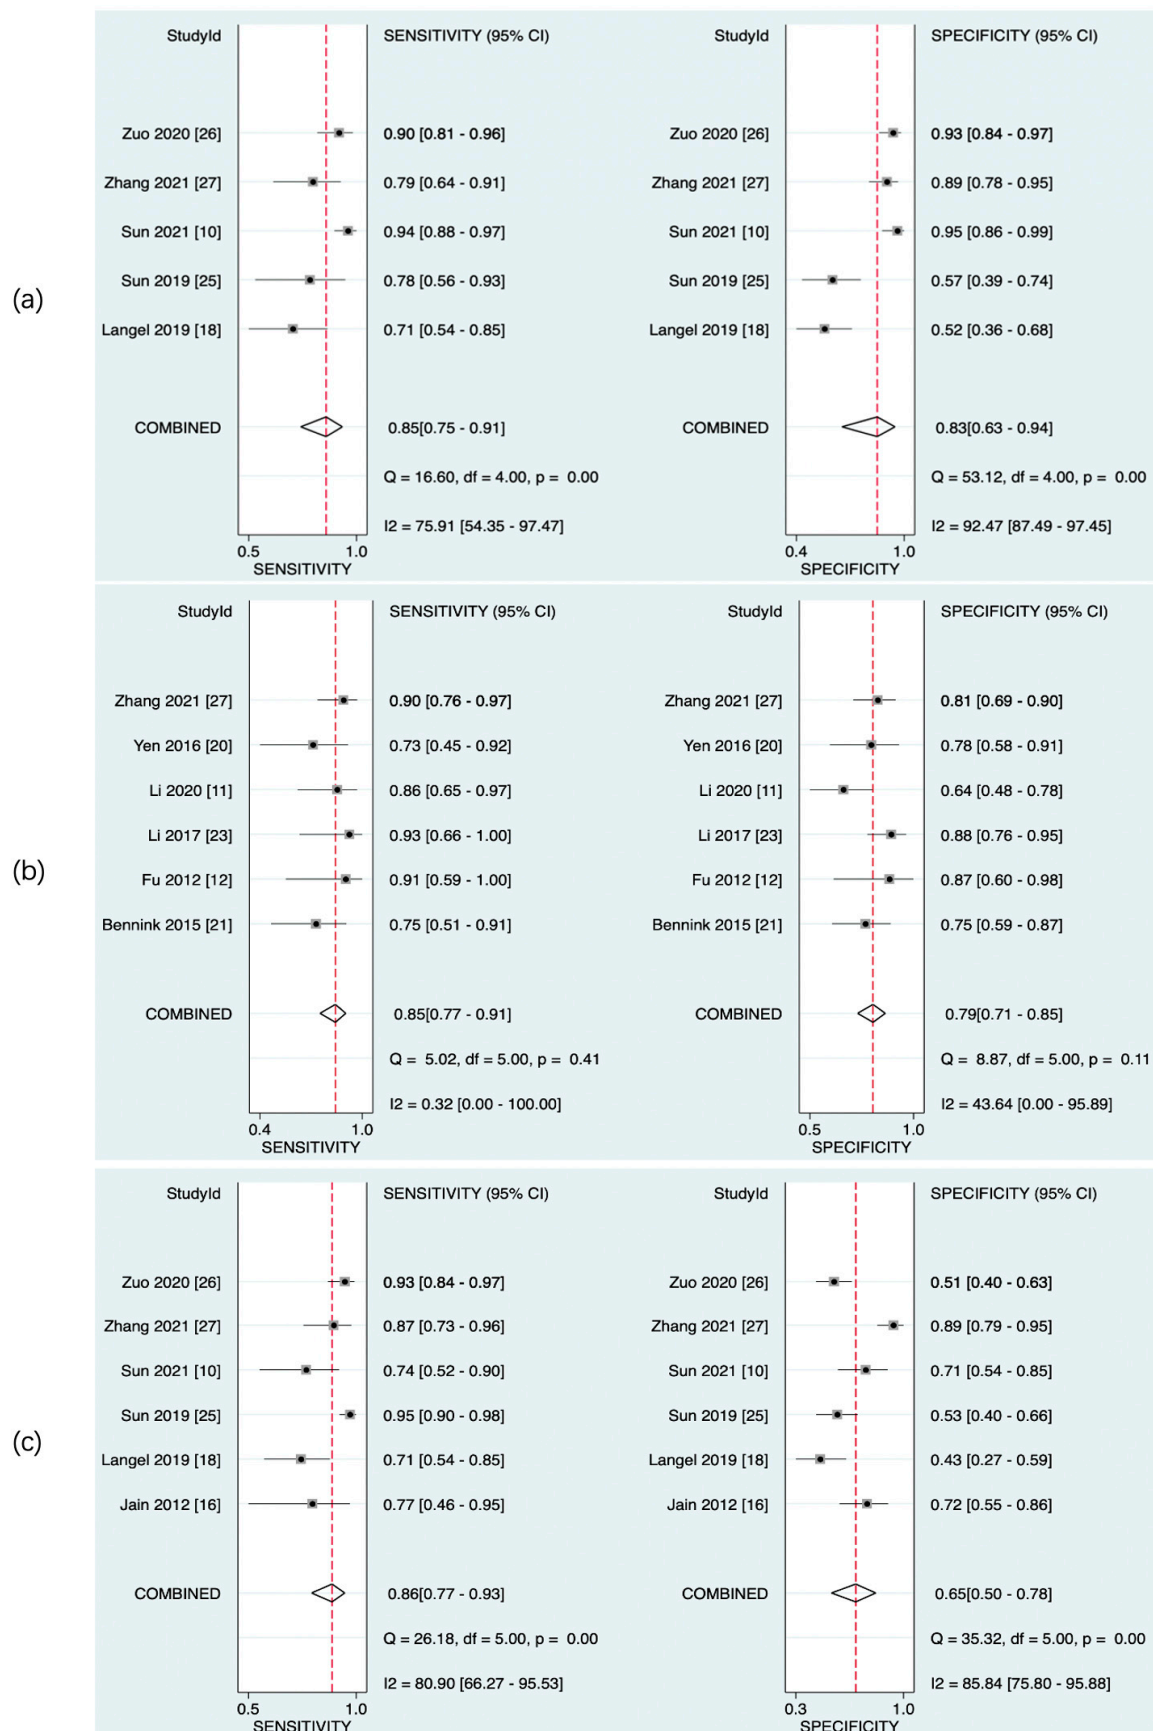 (a)
StudyId SENSITIVITY (95% CI) StudyId SPECIFICITY (95% CI)
Zuo 2020 [26] 0.90 [0.81 - 0.96] Zuo 2020 [26] 0.93 [0.84 - 0.97]
Zhang 2021 [27] 0.79 [0.64 - 0.91] Zhang 2021 [27] 0.89 [0.78 - 0.95]
Sun 2021 [10] 0.94 [0.88 - 0.97] Sun 2021 [10] 0.95 [0.86 - 0.99]
Sun 2019 [25] 0.78 [0.56 - 0.93] Sun 2019 [25] 0.57 [0.39 - 0.74]
Langel 2019 [18] 0.71 [0.54 - 0.85] Langel 2019 [18] 0.52 [0.36 - 0.68]
COMBINED 0.85[0.75 - 0.91] COMBINED 0.83[0.63 - 0.94]
Q = 16.60, df = 4.00, p = 0.00 Q = 53.12, df = 4.00, p = 0.00
I2 = 75.91 [54.35 - 97.47] I2 = 92.47 [87.49 - 97.45]
0.5 1.0 0.4 1.0
SENSITIVITY SPECIFICITY
(b)
StudyId SENSITIVITY (95% CI) StudyId SPECIFICITY (95% CI)
Zhang 2021 [27] 0.90 [0.76 - 0.97] Zhang 2021 [27] 0.81 [0.69 - 0.90]
Yen 2016 [20] 0.73 [0.45 - 0.92] Yen 2016 [20] 0.78 [0.58 - 0.91]
Li 2020 [11] 0.86 [0.65 - 0.97] Li 2020 [11] 0.64 [0.48 - 0.78]
Li 2017 [23] 0.93 [0.66 - 1.00] Li 2017 [23] 0.88 [0.76 - 0.95]
Fu 2012 [12] 0.91 [0.59 - 1.00] Fu 2012 [12] 0.87 [0.60 - 0.98]
Bennink 2015 [21] 0.75 [0.51 - 0.91] Bennink 2015 [21] 0.75 [0.59 - 0.87]
COMBINED 0.85[0.77 - 0.91] COMBINED 0.79[0.71 - 0.85]
Q = 5.02, df = 5.00, p = 0.41 Q = 8.87, df = 5.00, p = 0.11
I2 = 0.32 [0.00 - 100.00] I2 = 43.64 [0.00 - 95.89]
0.4 1.0 0.5 1.0
SENSITIVITY SPECIFICITY
(c)
StudyId SENSITIVITY (95% CI) StudyId SPECIFICITY (95% CI)
Zuo 2020 [26] 0.93 [0.84 - 0.97] Zuo 2020 [26] 0.51 [0.40 - 0.63]
Zhang 2021 [27] 0.87 [0.73 - 0.96] Zhang 2021 [27] 0.89 [0.79 - 0.95]
Sun 2021 [10] 0.74 [0.52 - 0.90] Sun 2021 [10] 0.71 [0.54 - 0.85]
Sun 2019 [25] 0.95 [0.90 - 0.98] Sun 2019 [25] 0.53 [0.40 - 0.66]
Langel 2019 [18] 0.71 [0.54 - 0.85] Langel 2019 [18] 0.43 [0.27 - 0.59]
Jain 2012 [16] 0.77 [0.46 - 0.95] Jain 2012 [16] 0.72 [0.55 - 0.86]
COMBINED 0.86[0.77 - 0.93] COMBINED 0.65[0.50 - 0.78]
Q = 26.18, df = 5.00, p = 0.00 Q = 35.32, df = 5.00, p = 0.00
I2 = 80.90 [66.27 - 95.53] I2 = 85.84 [75.80 - 95.88]
0.5 1.0 0.3 1.0
SENSITIVITY SPECIFICITY